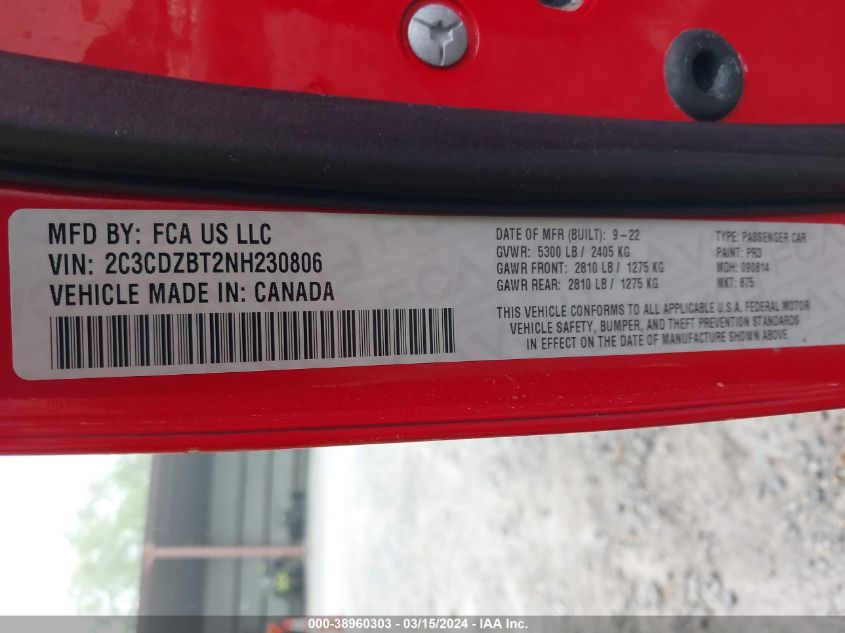 MFD BY: FCA US LLC
VIN: 2C3CDZBT2NH230806
VEHICLE MADE IN: CANADA
DATE OF MFR (BUILT): 9-22
GVWR: 5300 LB / 2405 KG
GAWR FRONT: 2810 LB / 1275 KG
GAWR REAR: 2810 LB / 1275 KG
TYPE: PASSENGER CAR
PAINT: PR3
MDH: 090814
MKT: 875
THIS VEHICLE CONFORMS TO ALL APPLICABLE U.S.A. FEDERAL MOTOR
VEHICLE SAFETY, BUMPER, AND THEFT PREVENTION STANDARDS
IN EFFECT ON THE DATE OF MANUFACTURE SHOWN ABOVE.
000-38960303 - 03/15/2024 - IAA Inc.